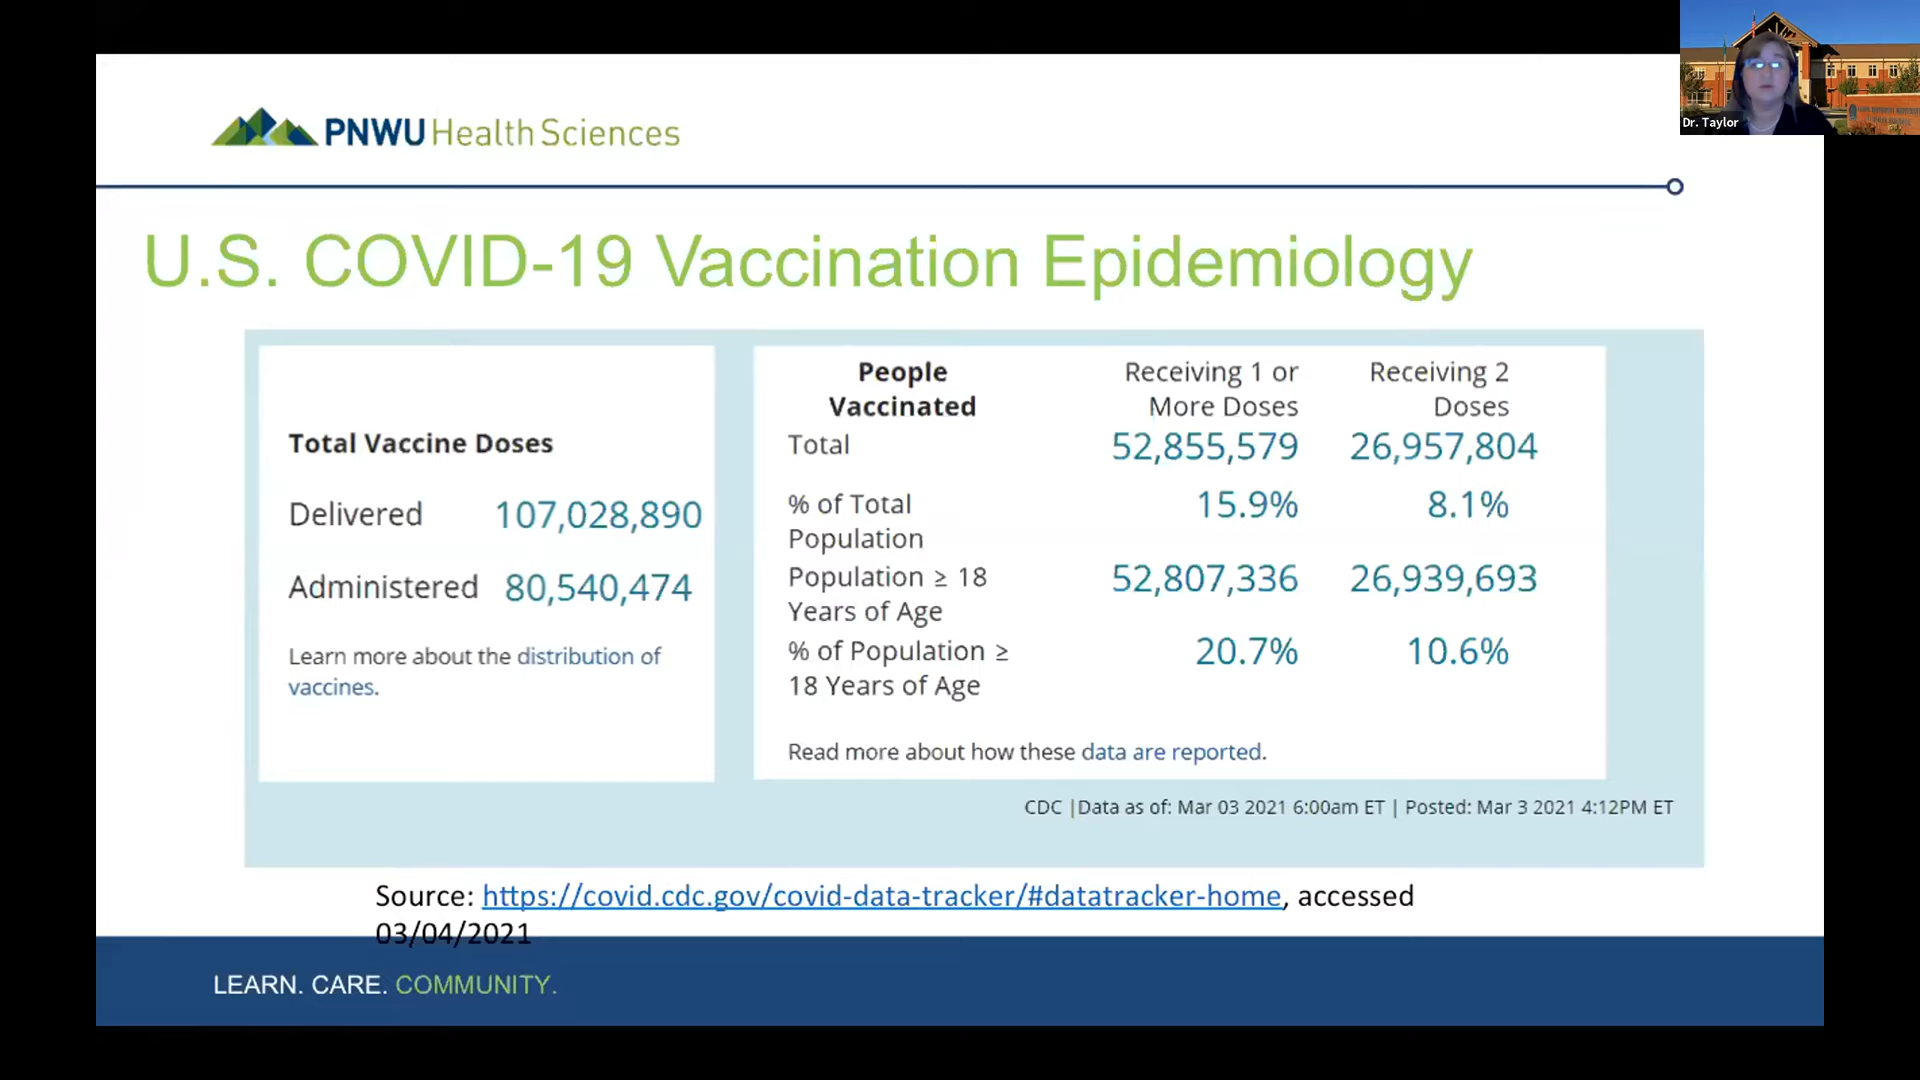 Dr. Taylor
PNWU Health Sciences
U.S. COVID-19 Vaccination Epidemiology
Total Vaccine Doses
Delivered 107,028,890
Administered 80,540,474
Learn more about the distribution of
vaccines.
People Receiving 1 or Receiving 2
Vaccinated More Doses Doses
Total 52,855,579 26,957,804
% of Total 15.9% 8.1%
Population
Population ≥ 18 52,807,336 26,939,693
Years of Age
% of Population ≥ 20.7% 10.6%
18 Years of Age
Read more about how these data are reported.
CDC |Data as of: Mar 03 2021 6:00am ET | Posted: Mar 3 2021 4:12PM ET
Source: https://covid.cdc.gov/covid-data-tracker/#datatracker-home, accessed
03/04/2021
LEARN. CARE. COMMUNITY.